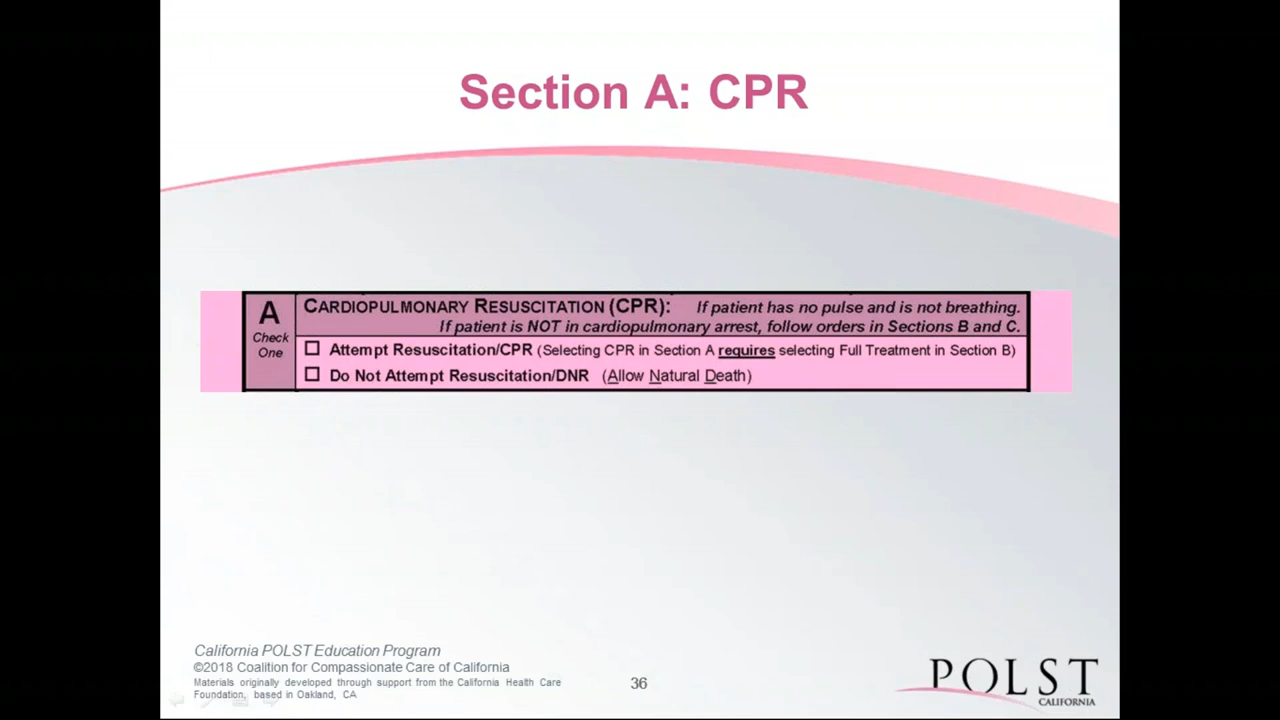 Section A: CPR
A
Check
One
CARDIOPULMONARY RESUSCITATION (CPR): If patient has no pulse and is not breathing.
If patient is NOT in cardiopulmonary arrest, follow orders in Sections B and C.
☐ Attempt Resuscitation/CPR (Selecting CPR in Section A requires selecting Full Treatment in Section B)
☐ Do Not Attempt Resuscitation/DNR (Allow Natural Death)
California POLST Education Program
©2018 Coalition for Compassionate Care of California
Materials originally developed through support from the California Health Care
Foundation, based in Oakland, CA
36
POLST
CALIFORNIA